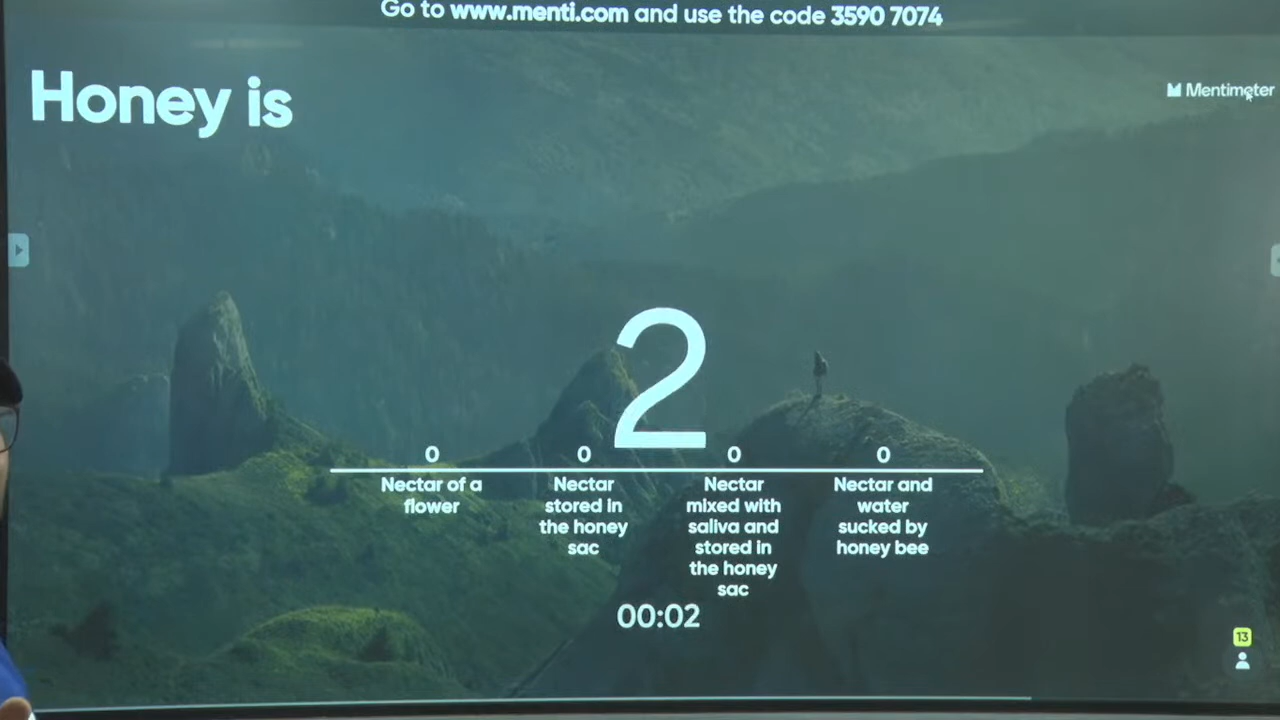 Go to www.menti.com and use the code 3590 7074
Honey is
Mentimeter
2
0
0
0
0
Nectar of a
flower
Nectar
stored in
the honey
sac
Nectar
mixed with
saliva and
stored in
the honey
sac
Nectar and
water
sucked by
honey bee
00:02
13